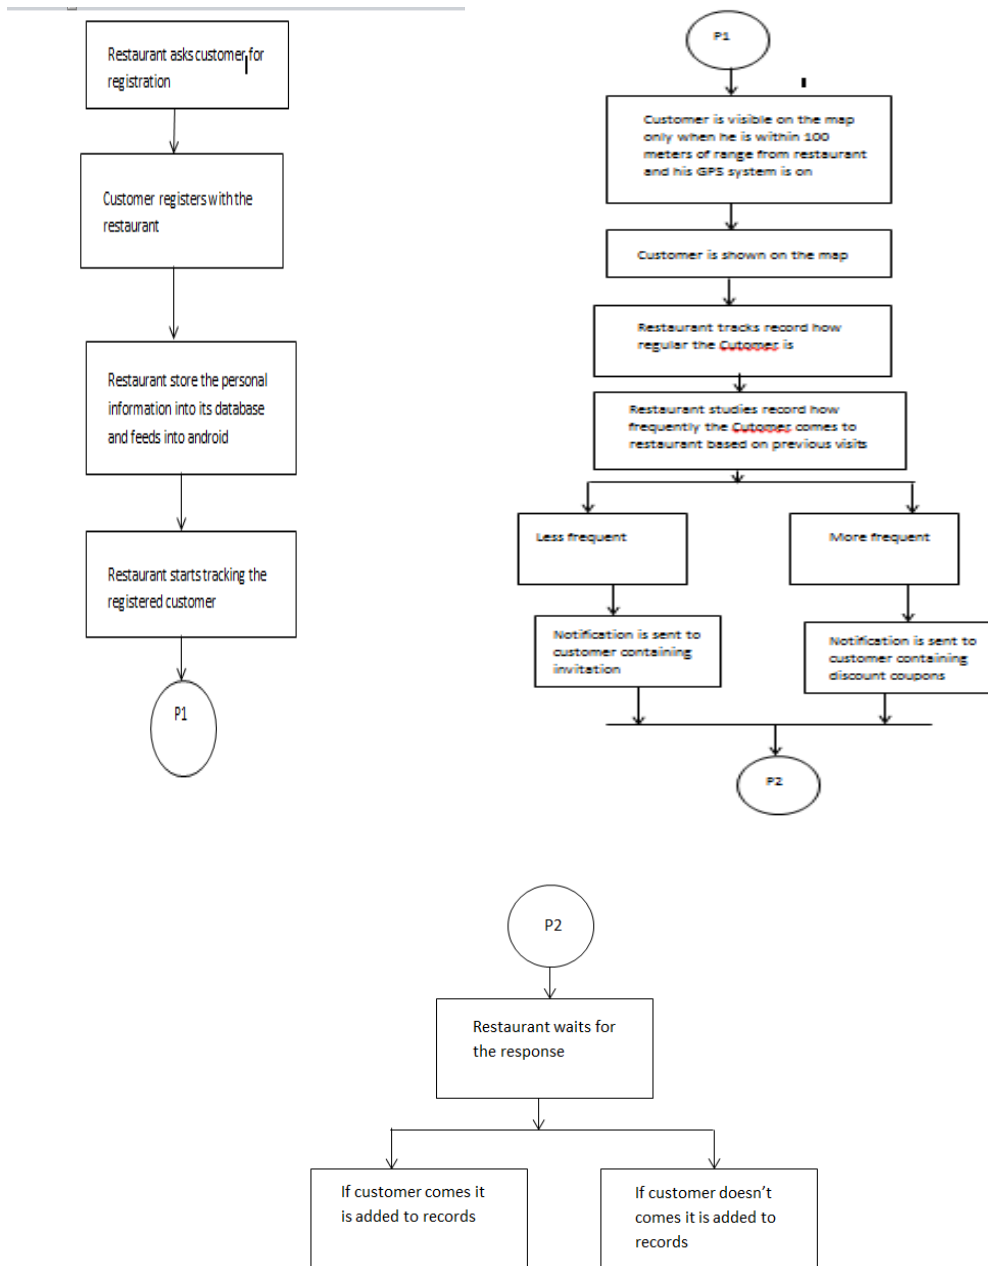 Restaurant asks customer for
registration
Customer registers with the
restaurant
Restaurant store the personal
information into its database
and feeds into android
Restaurant starts tracking the
registered customer
P1
P1
Customer is visible on the map
only when he is within 100
meters of range from restaurant
and his GPS system is on
Customer is shown on the map
Restaurant tracks record how
regular the Cutomer is
Restaurant studies record how
frequently the Cutomer comes to
restaurant based on previous visits
Less frequent
More frequent
Notification is sent to
customer containing
invitation
Notification is sent to
customer containing
discount coupons
P2
P2
Restaurant waits for
the response
If customer comes it
is added to records
If customer doesn't
comes it is added to
records